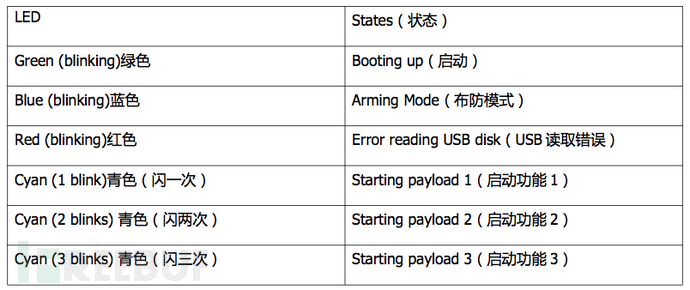 LED States（状态）
Green (blinking)绿色 Booting up（启动）
Blue (blinking)蓝色 Arming Mode（布防模式）
Red (blinking)红色 Error reading USB disk（USB 读取错误）
Cyan (1 blink)青色（闪一次） Starting payload 1（启动功能 1）
Cyan (2 blinks) 青色（闪两次） Starting payload 2（启动功能 2）
Cyan (3 blinks) 青色（闪三次） Starting payload 3（启动功能 3）
REEBUF